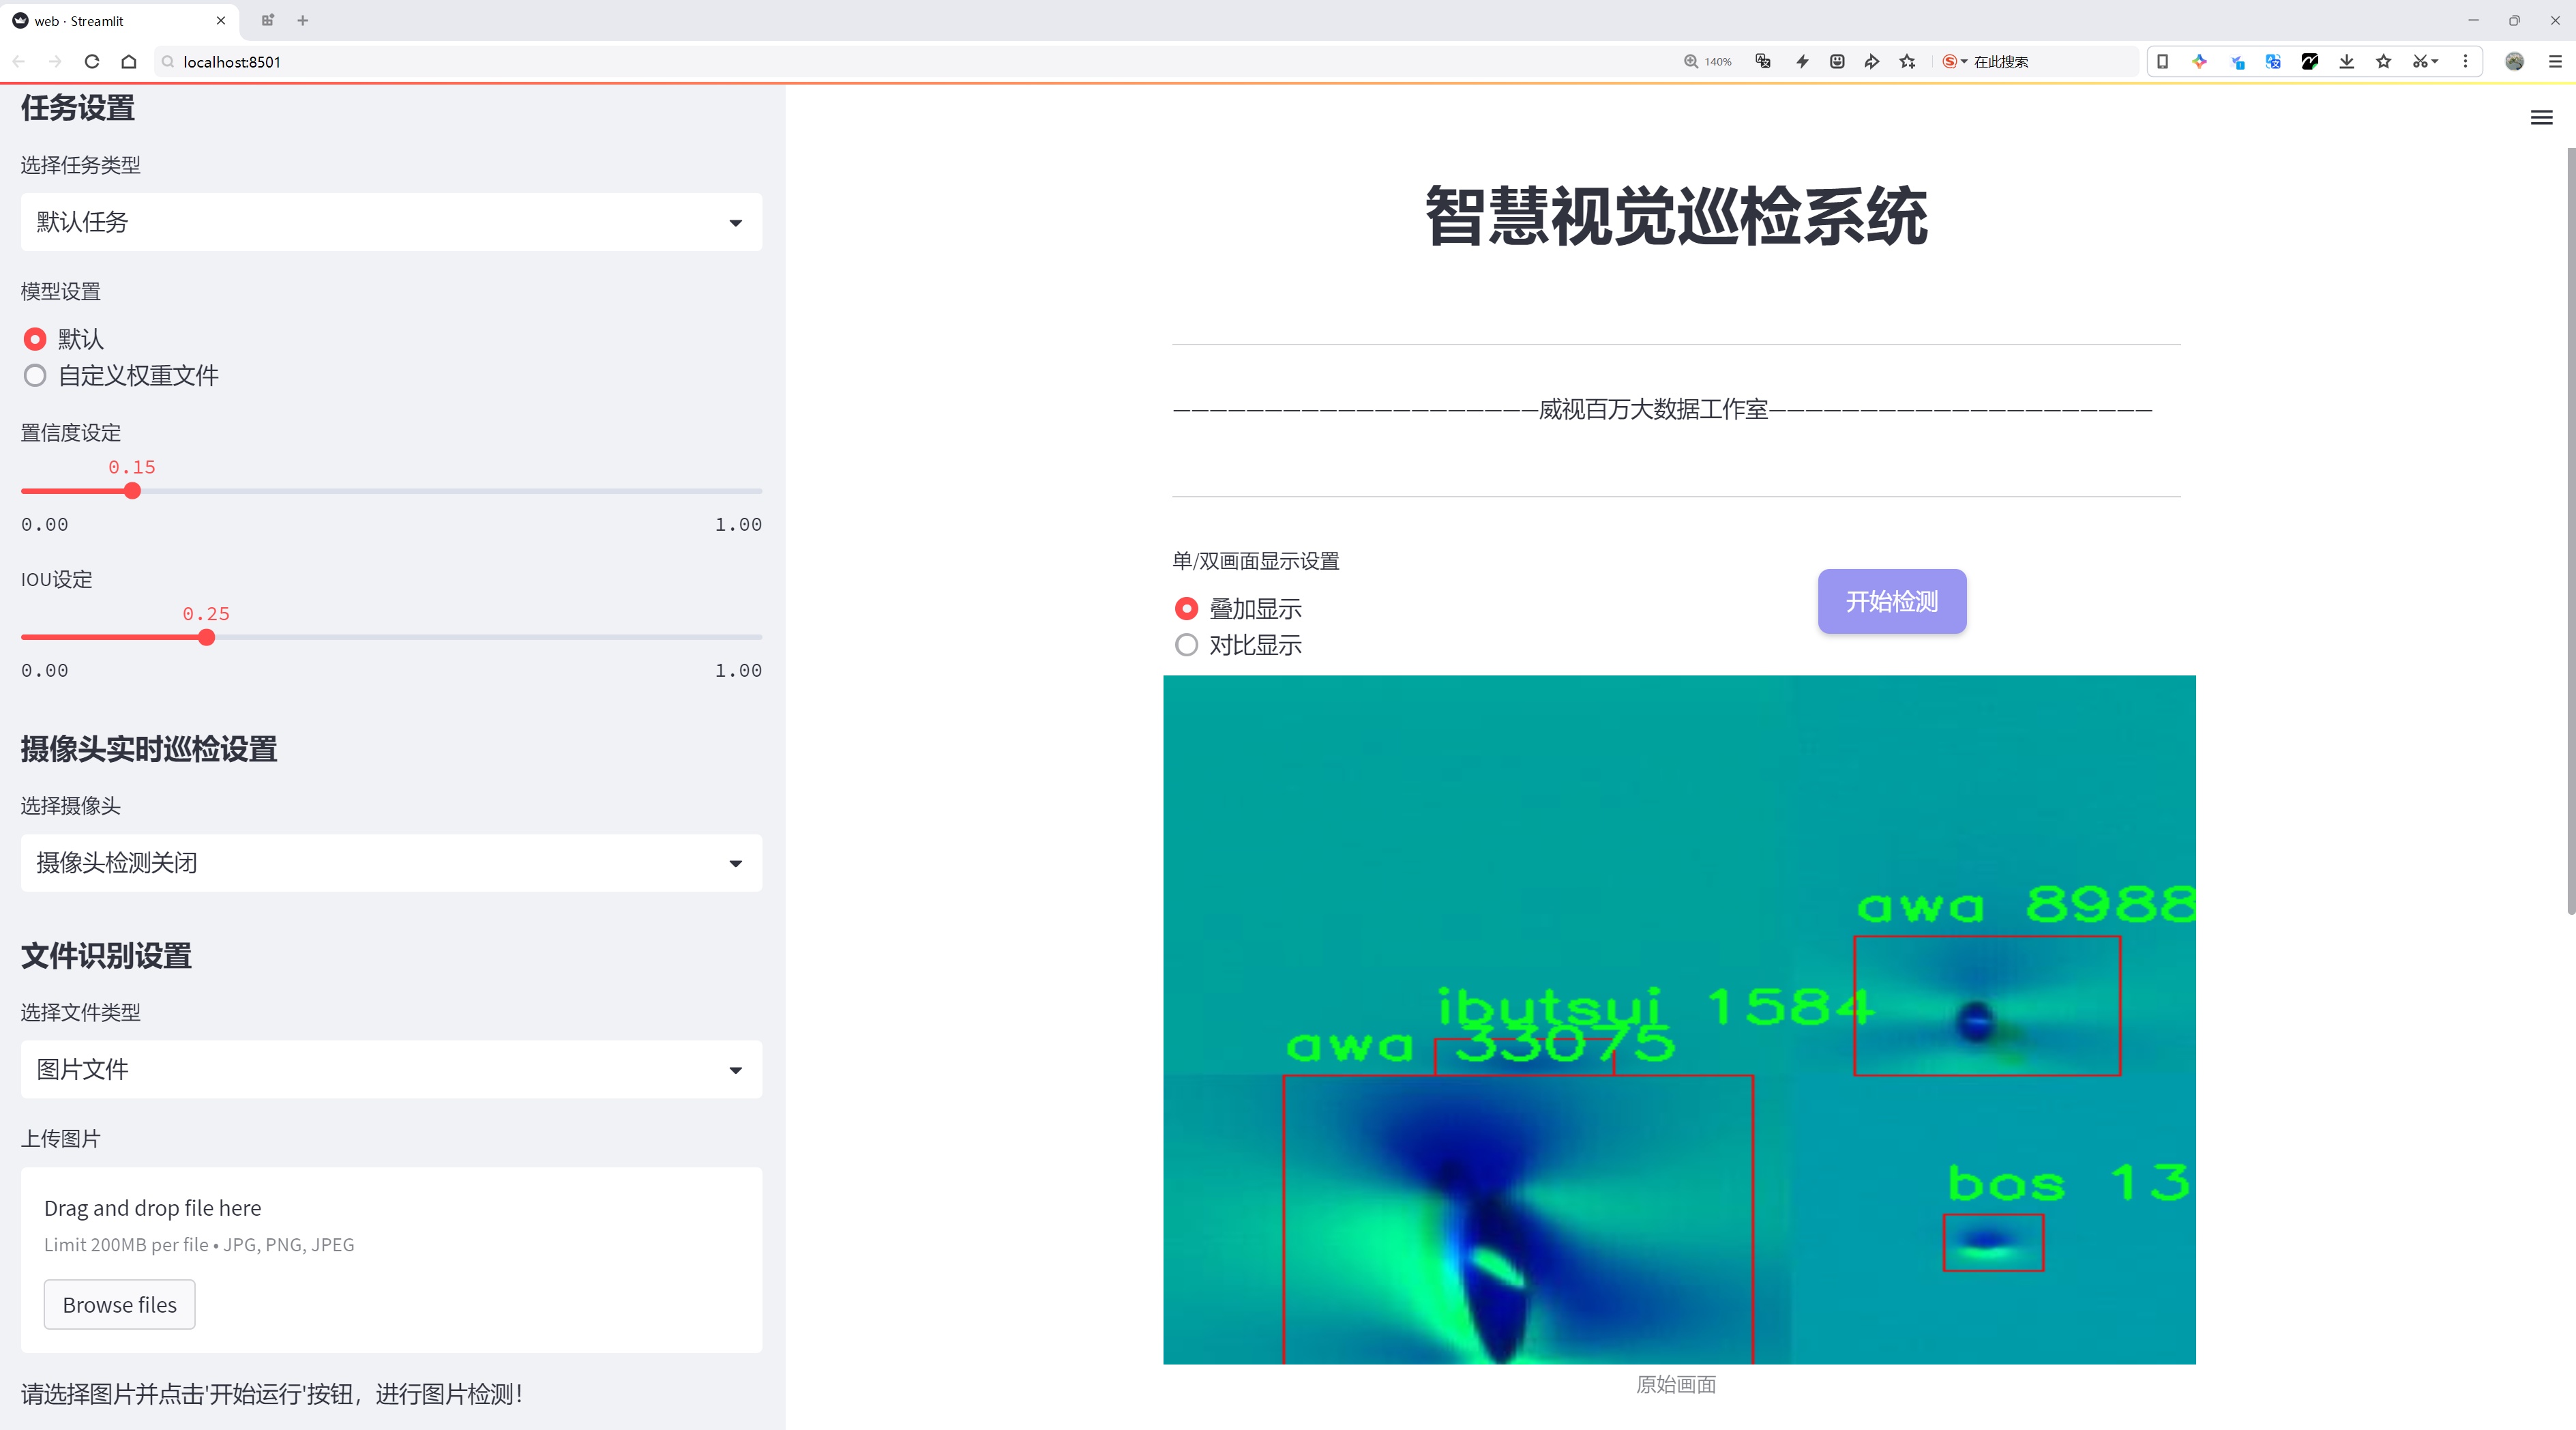 web · Streamlit
localhost:8501
140%
在此搜索
任务设置
选择任务类型
默认任务
模型设置
默认
自定义权重文件
置信度设定
0.15
0.00 1.00
IOU设定
0.25
0.00 1.00
摄像头实时巡检设置
选择摄像头
摄像头检测关闭
文件识别设置
选择文件类型
图片文件
上传图片
Drag and drop file here
Limit 200MB per file • JPG, PNG, JPEG
Browse files
请选择图片并点击'开始运行'按钮，进行图片检测！
智慧视觉巡检系统
————————————————————威视百万大数据工作室—————————————————————
单/双画面显示设置
叠加显示
对比显示
开始检测
awa 8988
ibutsui 1584
awa 33075
bos 13
原始画面